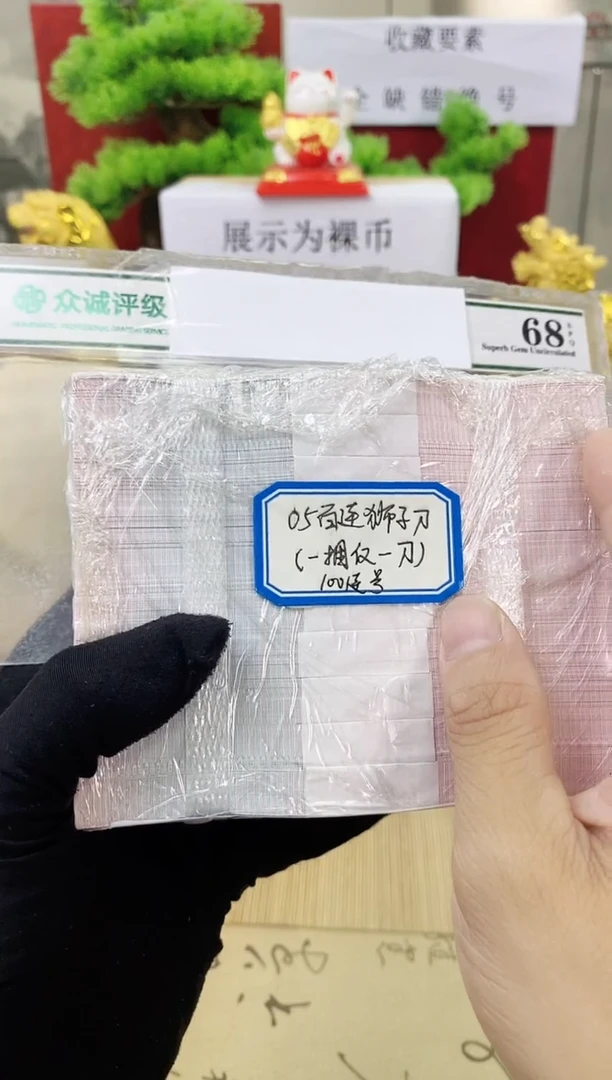 收藏要素
全 缺 错 绝 号
展示为裸币
众诚评级
68
EPQ
Superb Gem Uncirculated
05百连狮子刀
(一捆仅一刀)
100连号